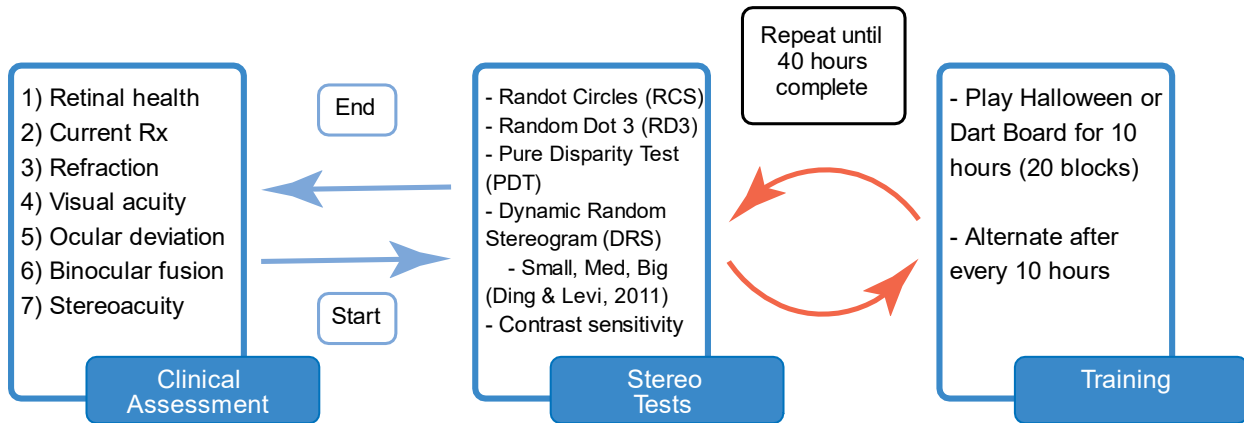 1) Retinal health
2) Current Rx
3) Refraction
4) Visual acuity
5) Ocular deviation
6) Binocular fusion
7) Stereoacuity
Clinical
Assessment
End
Start
- Randot Circles (RCS)
- Random Dot 3 (RD3)
- Pure Disparity Test
(PDT)
- Dynamic Random
Stereogram (DRS)
- Small, Med, Big
(Ding & Levi, 2011)
- Contrast sensitivity
Stereo
Tests
Repeat until
40 hours
complete
- Play Halloween or
Dart Board for 10
hours (20 blocks)
- Alternate after
every 10 hours
Training